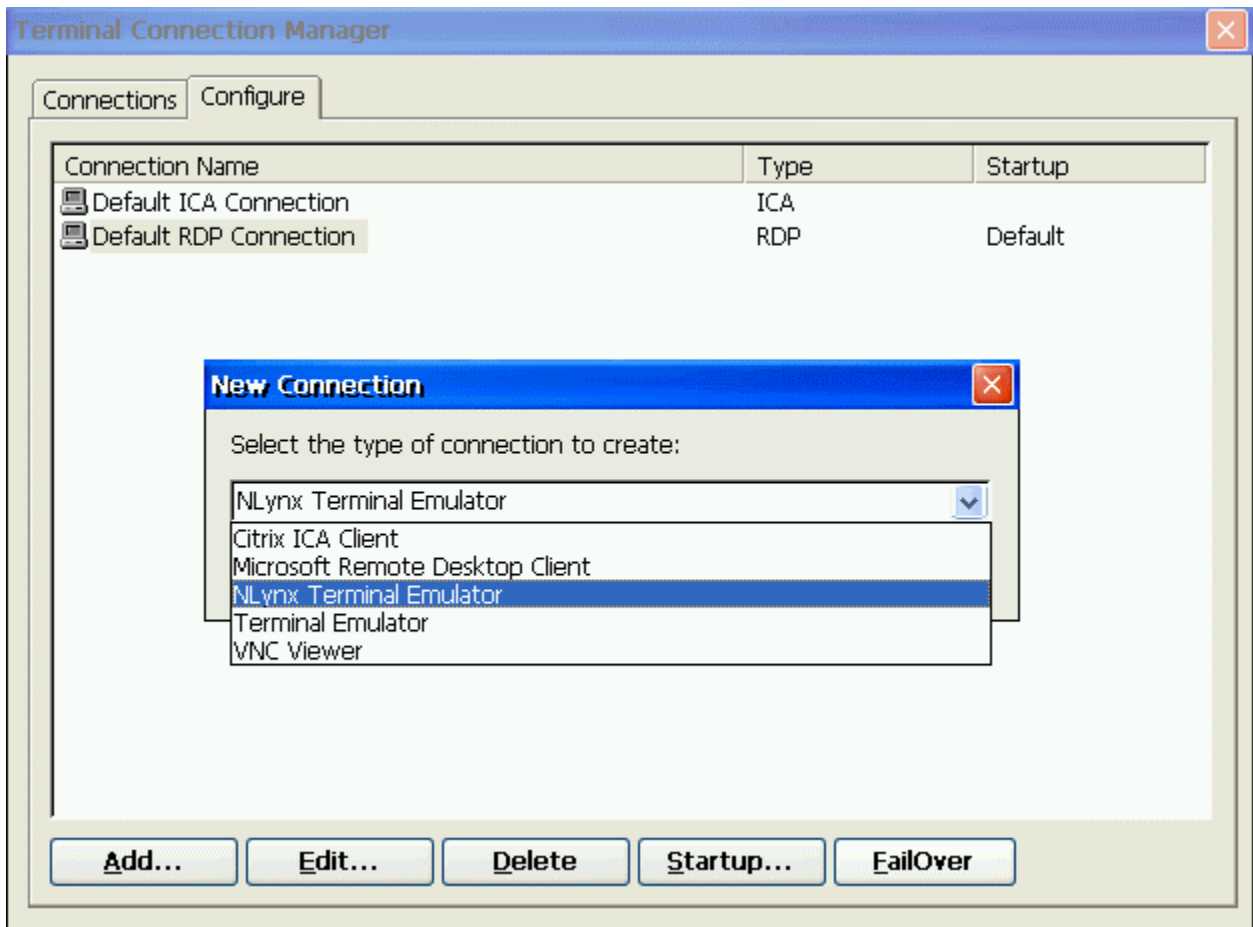 Terminal Connection Manager
Connections Configure
Connection Name Type Startup
Default ICA Connection ICA
Default RDP Connection RDP Default
New Connection
Select the type of connection to create:
NLynx Terminal Emulator
Citrix ICA Client
Microsoft Remote Desktop Client
NLynx Terminal Emulator
Terminal Emulator
VNC Viewer
Add... Edit... Delete Startup... FailOver